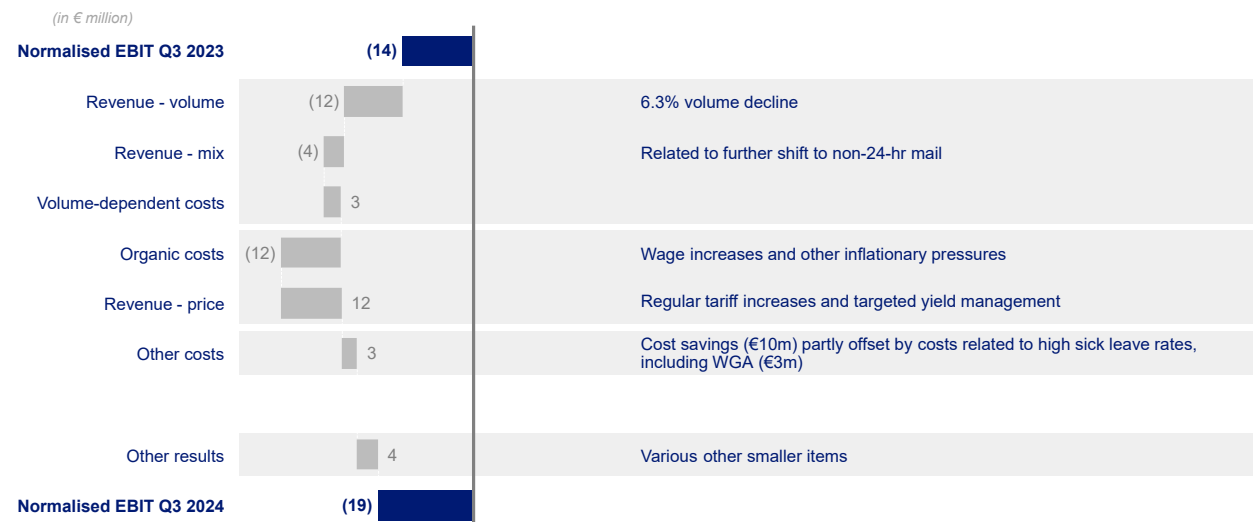 (in € million)
Normalised EBIT Q3 2023 (14)
Revenue - volume (12) 6.3% volume decline
Revenue - mix (4) Related to further shift to non-24-hr mail
Volume-dependent costs 3
Organic costs (12) Wage increases and other inflationary pressures
Revenue - price 12 Regular tariff increases and targeted yield management
Other costs 3 Cost savings (€10m) partly offset by costs related to high sick leave rates,
including WGA (€3m)
Other results 4 Various other smaller items
Normalised EBIT Q3 2024 (19)